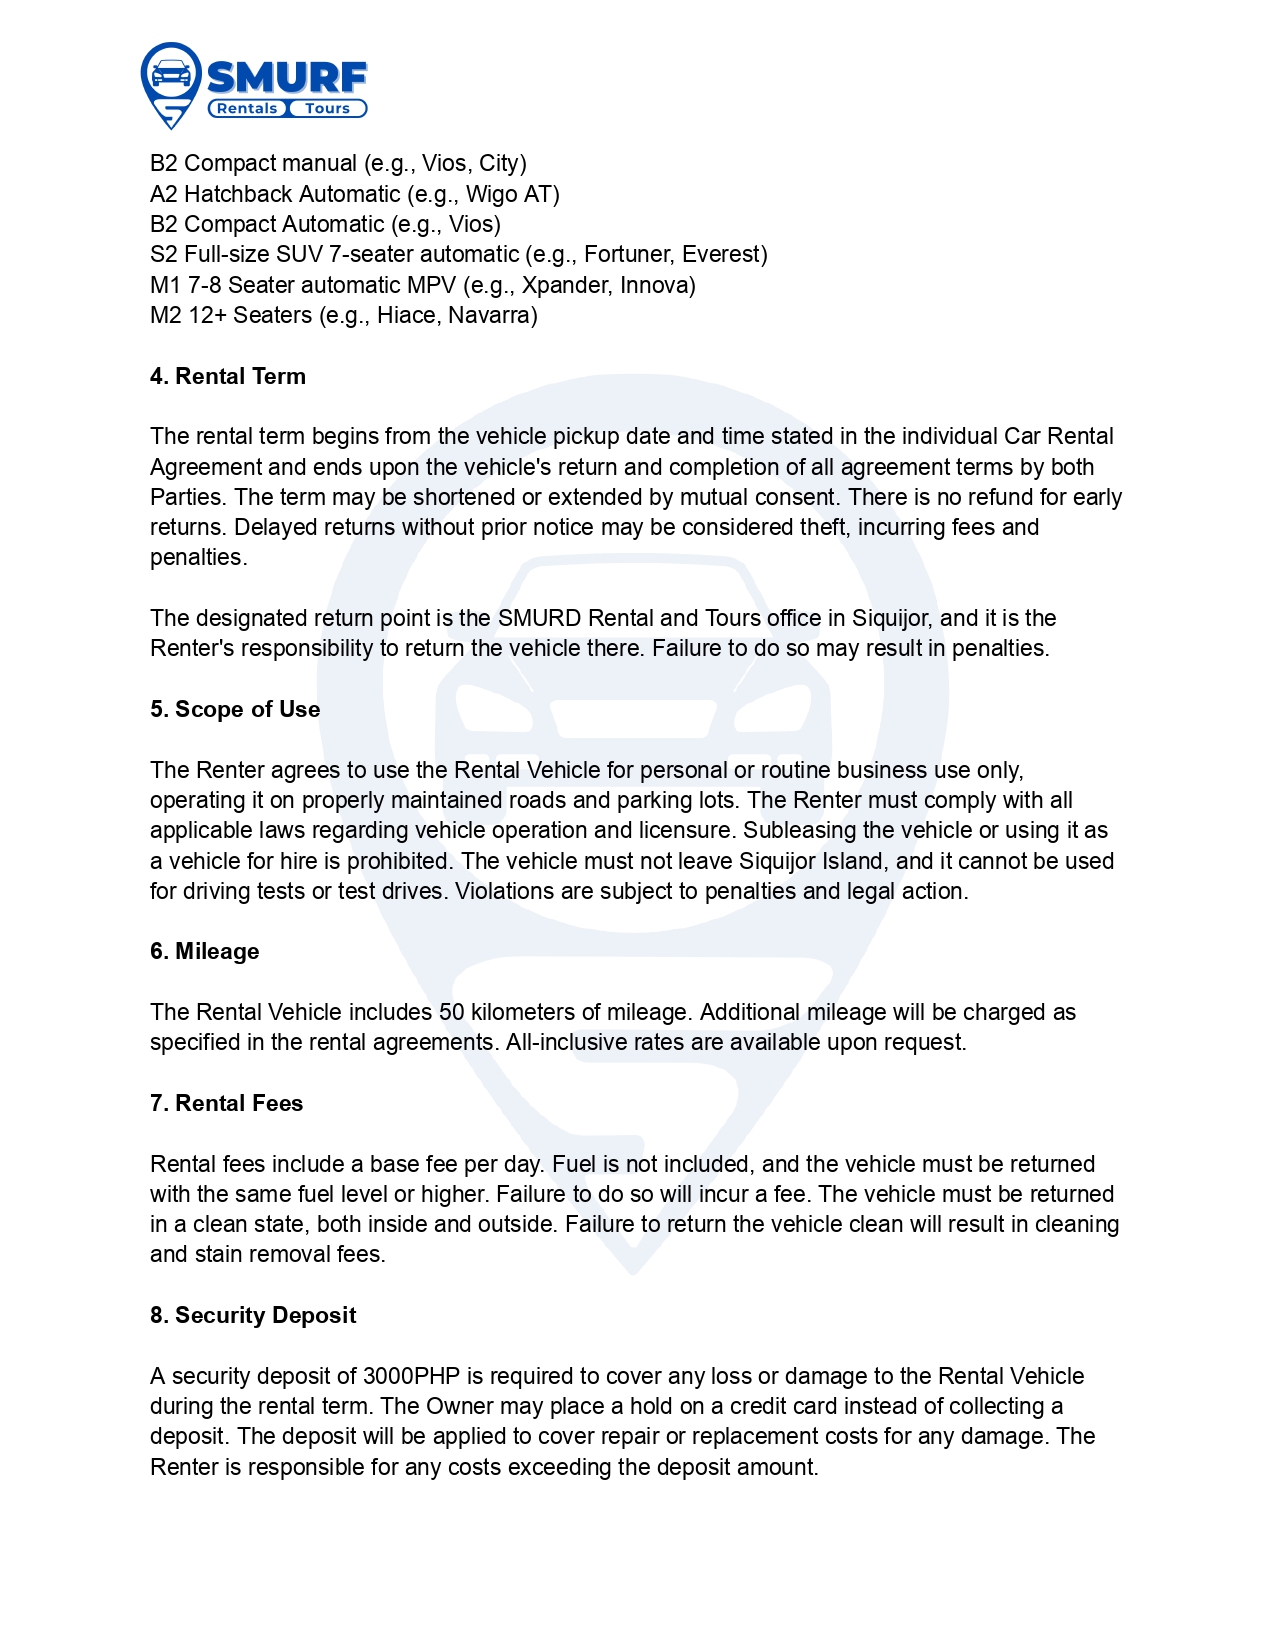 SMURF
Rentals Tours
B2 Compact manual (e.g., Vios, City)
A2 Hatchback Automatic (e.g., Wigo AT)
B2 Compact Automatic (e.g., Vios)
S2 Full-size SUV 7-seater automatic (e.g., Fortuner, Everest)
M1 7-8 Seater automatic MPV (e.g., Xpander, Innova)
M2 12+ Seaters (e.g., Hiace, Navarra)
4. Rental Term
The rental term begins from the vehicle pickup date and time stated in the individual Car Rental
Agreement and ends upon the vehicle's return and completion of all agreement terms by both
Parties. The term may be shortened or extended by mutual consent. There is no refund for early
returns. Delayed returns without prior notice may be considered theft, incurring fees and
penalties.
The designated return point is the SMURD Rental and Tours office in Siquijor, and it is the
Renter's responsibility to return the vehicle there. Failure to do so may result in penalties.
5. Scope of Use
The Renter agrees to use the Rental Vehicle for personal or routine business use only,
operating it on properly maintained roads and parking lots. The Renter must comply with all
applicable laws regarding vehicle operation and licensure. Subleasing the vehicle or using it as
a vehicle for hire is prohibited. The vehicle must not leave Siquijor Island, and it cannot be used
for driving tests or test drives. Violations are subject to penalties and legal action.
6. Mileage
The Rental Vehicle includes 50 kilometers of mileage. Additional mileage will be charged as
specified in the rental agreements. All-inclusive rates are available upon request.
7. Rental Fees
Rental fees include a base fee per day. Fuel is not included, and the vehicle must be returned
with the same fuel level or higher. Failure to do so will incur a fee. The vehicle must be returned
in a clean state, both inside and outside. Failure to return the vehicle clean will result in cleaning
and stain removal fees.
8. Security Deposit
A security deposit of 3000PHP is required to cover any loss or damage to the Rental Vehicle
during the rental term. The Owner may place a hold on a credit card instead of collecting a
deposit. The deposit will be applied to cover repair or replacement costs for any damage. The
Renter is responsible for any costs exceeding the deposit amount.